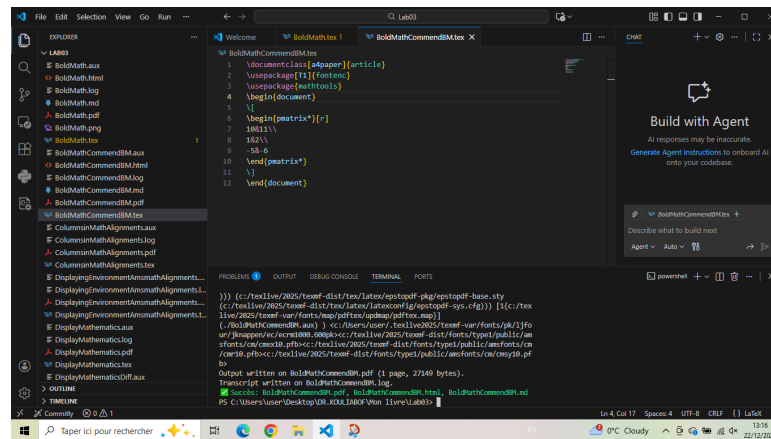 File Edit Selection View Go Run ···
Lab03
EXPLORER
LAB03
BoldMath.aux
BoldMath.html
BoldMath.log
BoldMath.md
BoldMath.pdf
BoldMath.png
BoldMath.tex 1
BoldMathCommendBM.aux
BoldMathCommendBM.html
BoldMathCommendBM.log
BoldMathCommendBM.md
BoldMathCommendBM.pdf
BoldMathCommendBM.tex
ColumnsinMathAlignments.aux
ColumnsinMathAlignments.log
ColumnsinMathAlignments.pdf
ColumnsinMathAlignments.tex
DisplayingEnvironmentAmsmathAlignments....
DisplayingEnvironmentAmsmathAlignments.l...
DisplayingEnvironmentAmsmathAlignments....
DisplayingEnvironmentAmsmathAlignments.t...
DisplayMathematics.aux
DisplayMathematics.log
DisplayMathematics.pdf
DisplayMathematics.tex
DisplayMathematicsDiff.aux
OUTLINE
TIMELINE
Welcome BoldMath.tex 1 BoldMathCommendBM.tex
BoldMathCommendBM.tex
1 \documentclass[a4paper]{article}
2 \usepackage[T1]{fontenc}
3 \usepackage{mathtools}
4 \begin{document}
5 \[
6 \begin{pmatrix*}[r]
7 10&11\\
8 1&2\\
9 -5&-6
10 \end{pmatrix*}
11 \]
12 \end{document}
PROBLEMS 1 OUTPUT DEBUG CONSOLE TERMINAL PORTS
powershell
))) (c:/texlive/2025/texmf-dist/tex/latex/epstopdf-pkg/epstopdf-base.sty
(c:/texlive/2025/texmf-dist/tex/latex/latexconfig/epstopdf-sys.cfg))) [1{c:/tex
live/2025/texmf-var/fonts/map/pdftex/updmap/pdftex.map}]
(./BoldMathCommendBM.aux) ) <c:/Users/user/.texlive2025/texmf-var/fonts/pk/ljfo
ur/jknappen/ec/ecrm1000.600pk><c:/texlive/2025/texmf-dist/fonts/type1/public/am
sfonts/cm/cmex10.pfb><c:/texlive/2025/texmf-dist/fonts/type1/public/amsfonts/cm
/cmr10.pfb><c:/texlive/2025/texmf-dist/fonts/type1/public/amsfonts/cm/cmsy10.pf
b>
Output written on BoldMathCommendBM.pdf (1 page, 27149 bytes).
Transcript written on BoldMathCommendBM.log.
Succès: BoldMathCommendBM.pdf, BoldMathCommendBM.html, BoldMathCommendBM.md
PS C:\Users\user\Desktop\DR.KOULIABOF\Mon livre\Lab03>
CHAT
Build with Agent
AI responses may be inaccurate.
Generate Agent Instructions to onboard AI
onto your codebase.
BoldMathCommendBM.tex
Describe what to build next
Agent Auto
Commitly 0 1
Ln 4, Col 17 Spaces: 4 UTF-8 CRLF {} LaTeX
Taper ici pour rechercher
0°C Cloudy
13:16
22/12/20